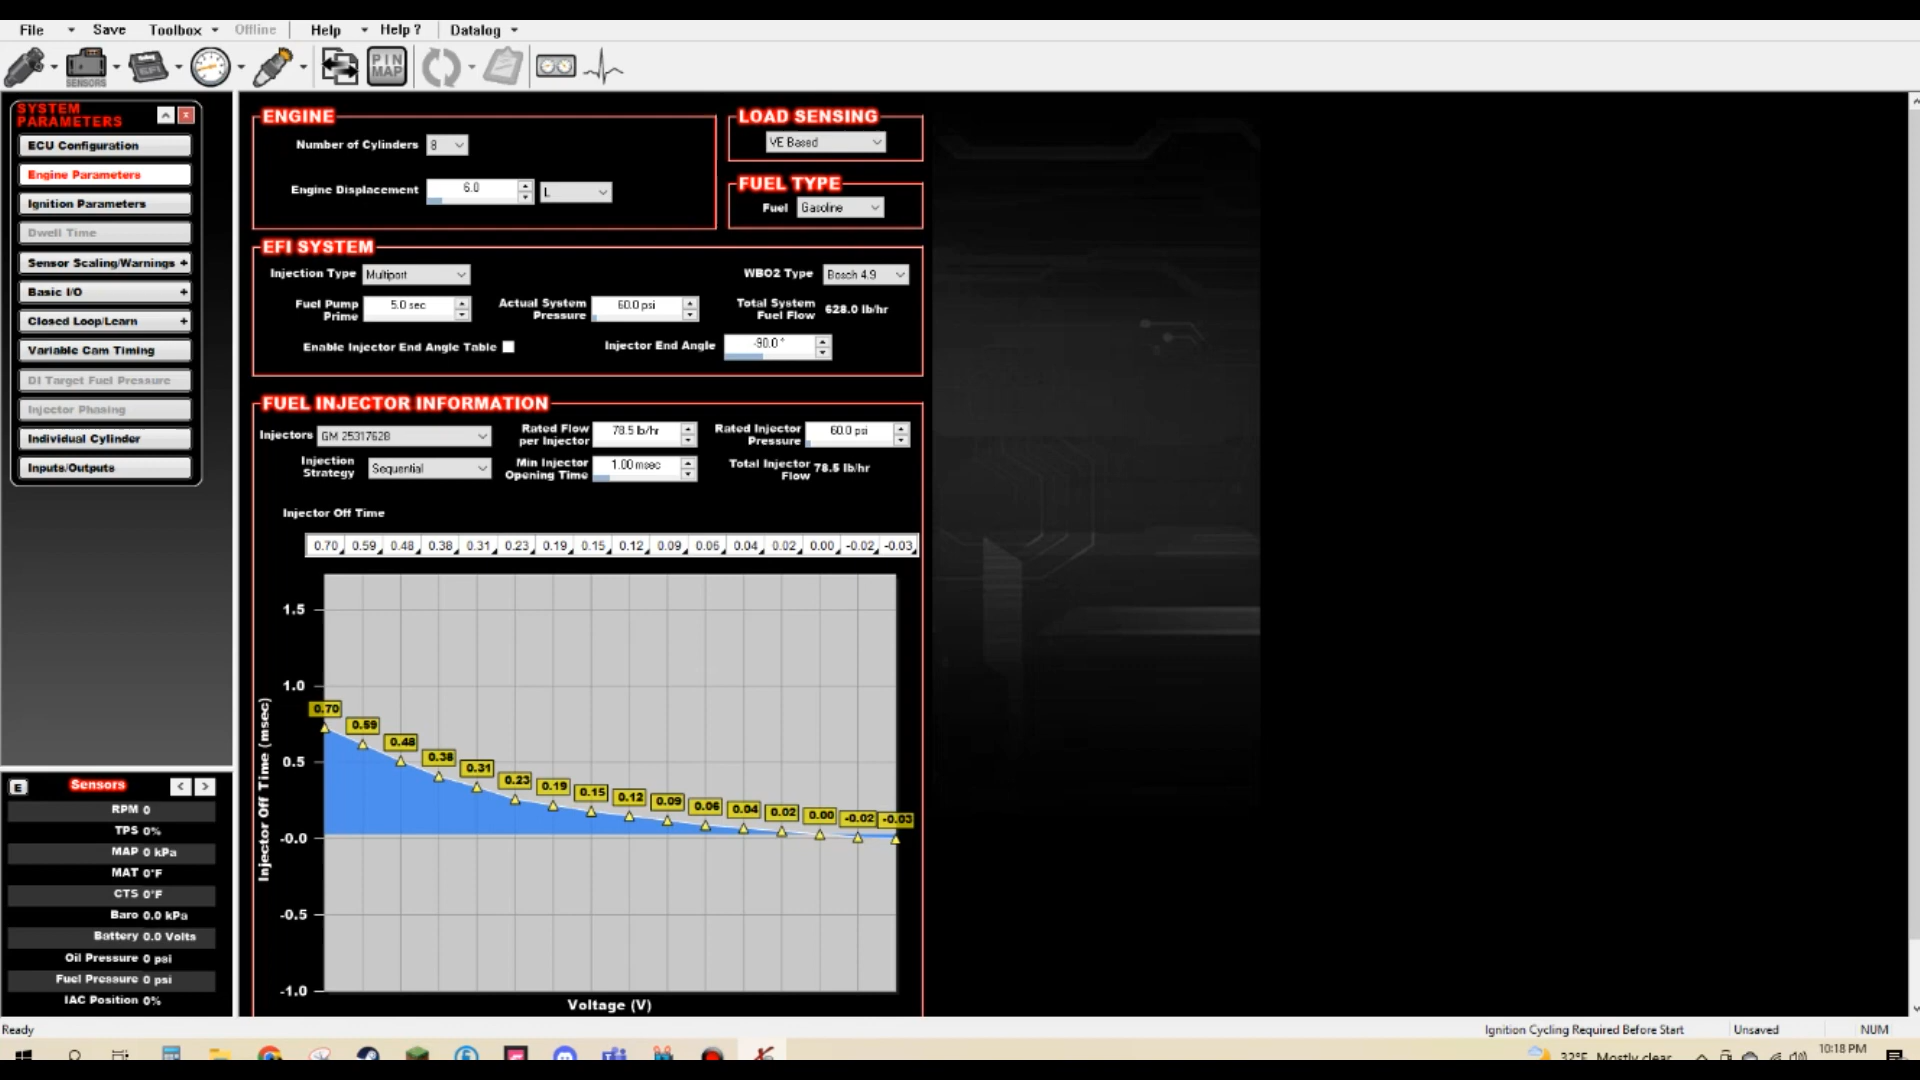 File Save Toolbox Offline Help Help ? Datalog
SENSORS EFI PIN MAP
SYSTEM PARAMETERS
ECU Configuration
Engine Parameters
Ignition Parameters
Dwell Time
Sensor Scaling/Warnings +
Basic I/O +
Closed Loop/Learn +
Variable Cam Timing
DI Target Fuel Pressure
Injector Phasing
Individual Cylinder
Inputs/Outputs
E Sensors < >
RPM 0
TPS 0%
MAP 0 kPa
MAT 0°F
CTS 0°F
Baro 0.0 kPa
Battery 0.0 Volts
Oil Pressure 0 psi
Fuel Pressure 0 psi
IAC Position 0%
ENGINE
Number of Cylinders 8
Engine Displacement 6.0 L
LOAD SENSING
VE Based
FUEL TYPE
Fuel Gasoline
EFI SYSTEM
Injection Type Multiport WBO2 Type Bosch 4.9
Fuel Pump Prime 5.0 sec Actual System Pressure 60.0 psi Total System Fuel Flow 628.0 lb/hr
Enable Injector End Angle Table Injector End Angle -90.0 °
FUEL INJECTOR INFORMATION
Injectors GM 25317628 Rated Flow per Injector 78.5 lb/hr Rated Injector Pressure 60.0 psi
Injection Strategy Sequential Min Injector Opening Time 1.00 msec Total Injector Flow 78.5 lb/hr
Injector Off Time
0.70 0.59 0.48 0.38 0.31 0.23 0.19 0.15 0.12 0.09 0.06 0.04 0.02 0.00 -0.02 -0.03
Injector Off Time (msec)
1.5
1.0
0.5
-0.0
-0.5
-1.0
0.70 0.59 0.48 0.38 0.31 0.23 0.19 0.15 0.12 0.09 0.06 0.04 0.02 0.00 -0.02 -0.03
Voltage (V)
Ready Ignition Cycling Required Before Start Unsaved NUM
32°F Mostly clear 10:18 PM